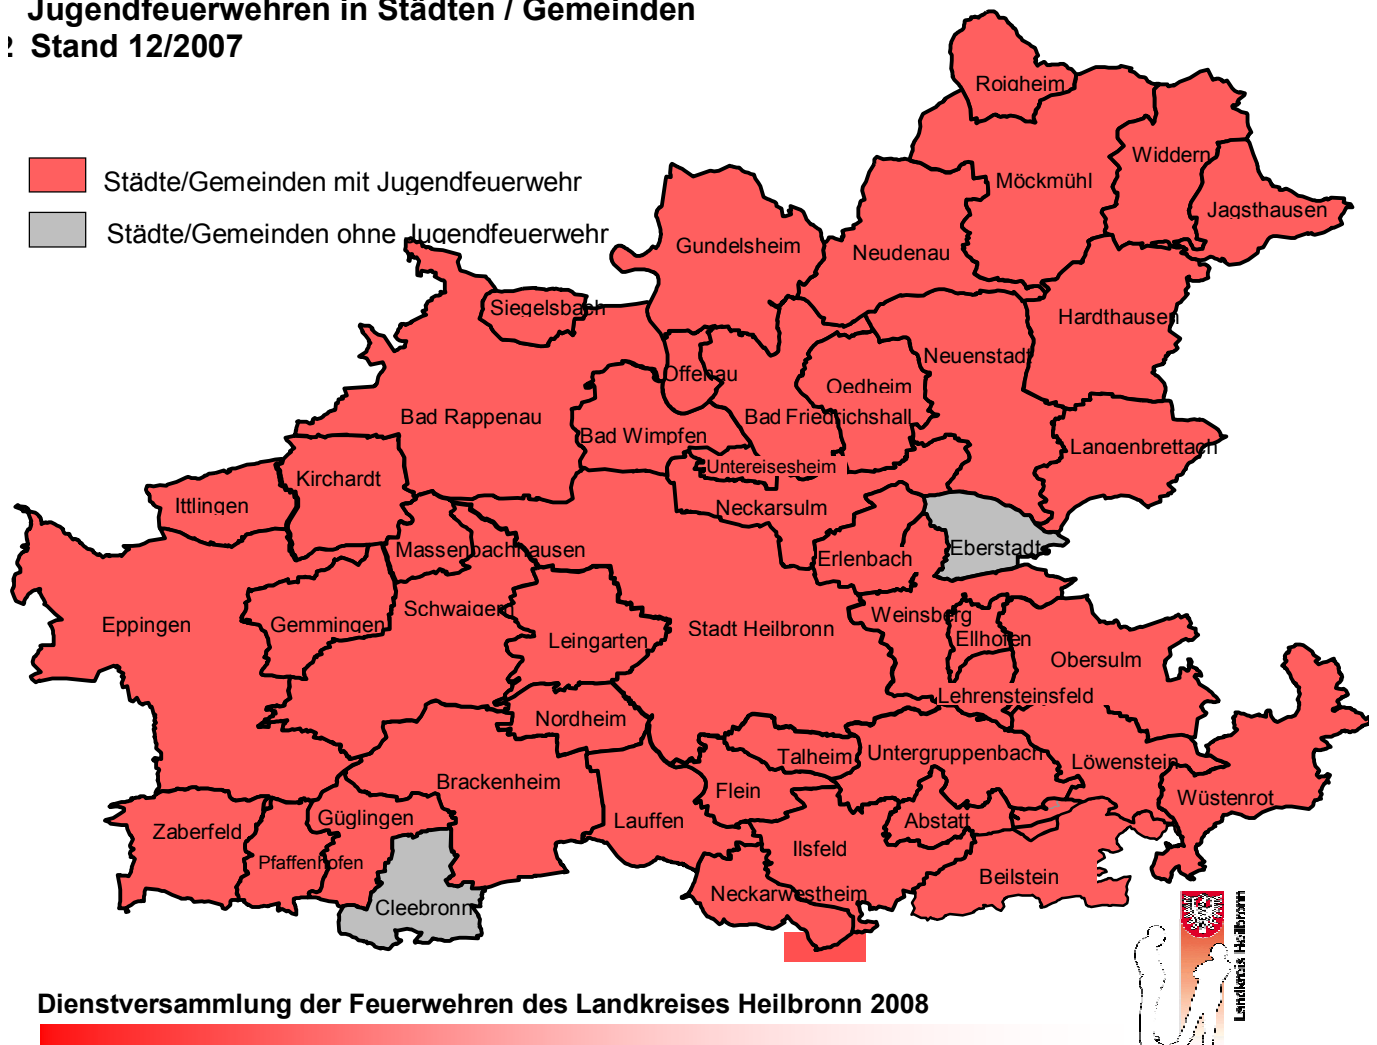 Jugendfeuerwehren in Städten / Gemeinden
Stand 12/2007
Städte/Gemeinden mit Jugendfeuerwehr
Städte/Gemeinden ohne Jugendfeuerwehr
Roigheim
Widdern
Möckmühl
Jagsthausen
Gundelsheim
Neudenau
Siegelsbach
Hardthausen
Neuenstadt
Offenau
Oedheim
Bad Rappenau
Bad Friedrichshall
Bad Wimpfen
Langenbrettach
Untereisesheim
Kirchardt
Ittlingen
Neckarsulm
Massenbachhausen
Erlenbach
Eberstadt
Schwaigern
Weinsberg
Eppingen
Gemmingen
Stadt Heilbronn
Leingarten
Ellhofen
Obersulm
Lehrensteinsfeld
Nordheim
Talheim
Untergruppenbach
Löwenstein
Brackenheim
Flein
Wüstenrot
Güglingen
Lauffen
Abstatt
Zaberfeld
Ilsfeld
Pfaffenhofen
Beilstein
Neckarwestheim
Cleebronn
Landkreis Heilbronn
Dienstversammlung der Feuerwehren des Landkreises Heilbronn 2008